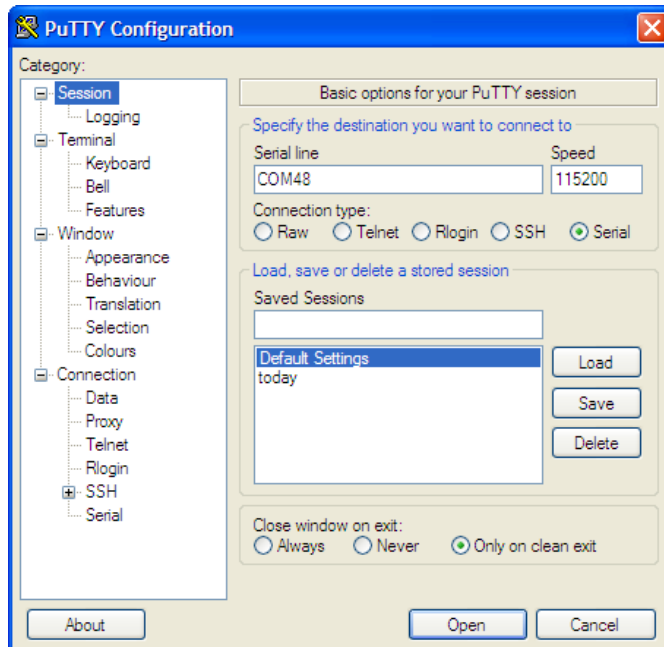 PuTTY Configuration
Category:
Session
Logging
Terminal
Keyboard
Bell
Features
Window
Appearance
Behaviour
Translation
Selection
Colours
Connection
Data
Proxy
Telnet
Rlogin
SSH
Serial
Basic options for your PuTTY session
Specify the destination you want to connect to
Serial line Speed
COM48 115200
Connection type:
Raw Telnet Rlogin SSH Serial
Load, save or delete a stored session
Saved Sessions
Default Settings
today
Load
Save
Delete
Close window on exit:
Always Never Only on clean exit
About Open Cancel